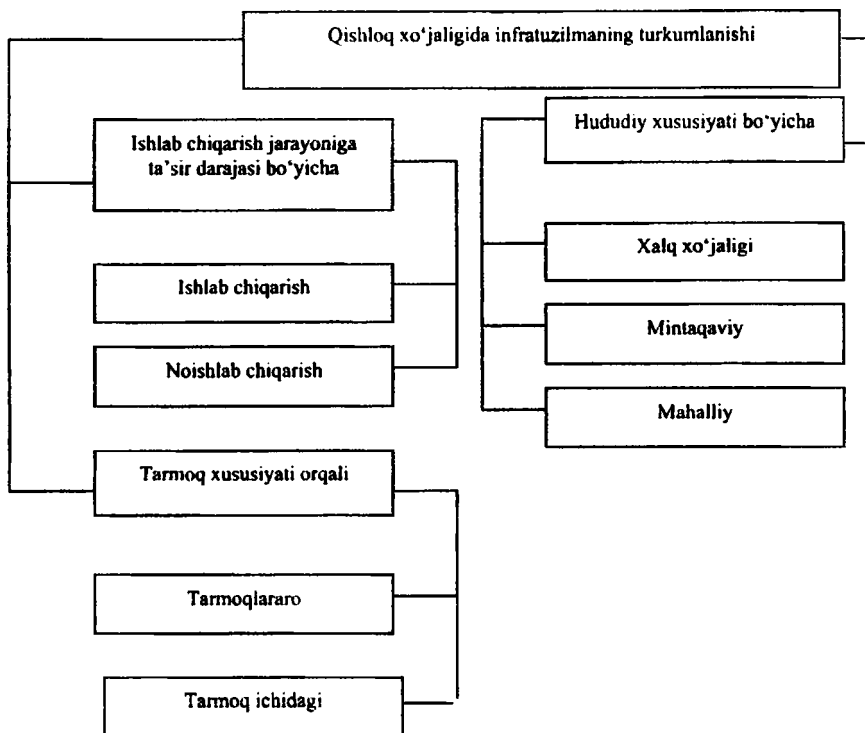 Qishloq xo‘jaligida infratuzilmaning turkumlanishi
Ishlab chiqarish jarayoniga
ta’sir darajasi bo‘yicha
Ishlab chiqarish
Noishlab chiqarish
Tarmoq xususiyati orqali
Tarmoqlararo
Tarmoq ichidagi
Hududiy xususiyati bo‘yicha
Xalq xo‘jaligi
Mintaqaviy
Mahalliy